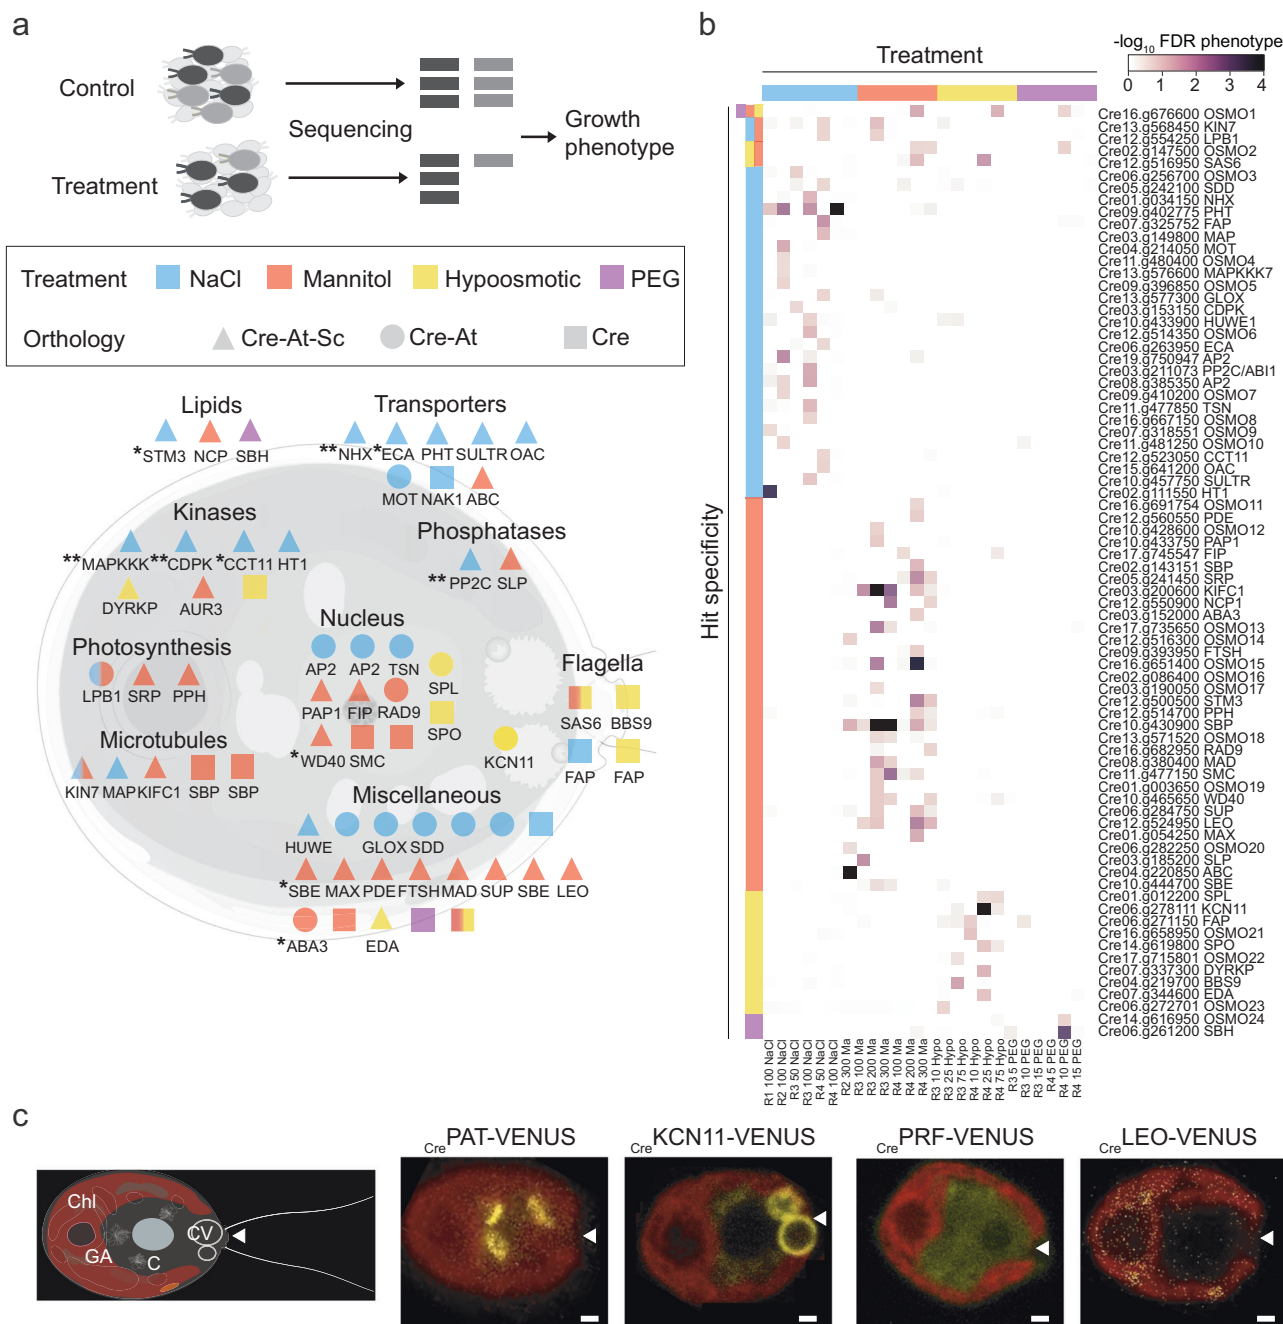 a
Control
Sequencing
Growth
phenotype
Treatment
Treatment NaCl Mannitol Hypoosmotic PEG
Orthology Cre-At-Sc Cre-At Cre
Lipids
*STM3 NCP SBH
Transporters
**NHX *ECA PHT SULTR OAC
MOT NAK1 ABC
Kinases
**MAPKKK **CDPK *CCT11 HT1
DYRKP AUR3
Phosphatases
**PP2C SLP
Nucleus
AP2 AP2 TSN
SPL
PAP1 FIP RAD9
SPO
*WD40 SMC
KCN11
Photosynthesis
LPB1 SRP PPH
Flagella
SAS6 BBS9
FAP FAP
Microtubules
KIN7 MAP KIFC1 SBP SBP
Miscellaneous
HUWE GLOX SDD
*SBE MAX PDE FTSH MAD SUP SBE LEO
*ABA3 EDA
b
Treatment
-log10 FDR phenotype
0 1 2 3 4
Hit specificity
Cre16.g676600 OSMO1
Cre13.g568450 KIN7
Cre12.g554250 LPB1
Cre02.g147500 OSMO2
Cre12.g516950 SAS6
Cre06.g256700 OSMO3
Cre05.g242100 SDD
Cre01.g034150 NHX
Cre09.g402775 PHT
Cre07.g325752 FAP
Cre03.g149800 MAP
Cre04.g214050 MOT
Cre11.g480400 OSMO4
Cre13.g576600 MAPKKK7
Cre09.g396850 OSMO5
Cre13.g577300 GLOX
Cre03.g153150 CDPK
Cre10.g433900 HUWE1
Cre12.g514350 OSMO6
Cre06.g263950 ECA
Cre19.g750947 AP2
Cre03.g211073 PP2C/ABI1
Cre08.g385350 AP2
Cre09.g410200 OSMO7
Cre11.g477850 TSN
Cre16.g667150 OSMO8
Cre07.g318551 OSMO9
Cre11.g481250 OSMO10
Cre12.g523050 CCT11
Cre15.g641200 OAC
Cre10.g457750 SULTR
Cre02.g111550 HT1
Cre16.g691754 OSMO11
Cre12.g560550 PDE
Cre10.g428600 OSMO12
Cre10.g433750 PAP1
Cre17.g745547 FIP
Cre02.g143151 SBP
Cre05.g241450 SRP
Cre03.g200600 KIFC1
Cre12.g550900 NCP1
Cre03.g152000 ABA3
Cre17.g735650 OSMO13
Cre12.g516300 OSMO14
Cre09.g393950 FTSH
Cre16.g651400 OSMO15
Cre02.g086400 OSMO16
Cre03.g190050 OSMO17
Cre12.g500500 STM3
Cre12.g514700 PPH
Cre10.g430900 SBP
Cre13.g571520 OSMO18
Cre16.g682950 RAD9
Cre08.g380400 MAD
Cre11.g477150 SMC
Cre01.g003650 OSMO19
Cre10.g465650 WD40
Cre06.g284750 SUP
Cre12.g524950 LEO
Cre01.g054250 MAX
Cre06.g282250 OSMO20
Cre03.g185200 SLP
Cre04.g220850 ABC
Cre10.g444700 SBE
Cre01.g012200 SPL
Cre06.g278111 KCN11
Cre06.g271150 FAP
Cre16.g658950 OSMO21
Cre14.g619800 SPO
Cre17.g715801 OSMO22
Cre07.g337300 DYRKP
Cre04.g219700 BBS9
Cre07.g344600 EDA
Cre06.g272701 OSMO23
Cre14.g616950 OSMO24
Cre06.g261200 SBH
R1 100 NaCl
R2 100 NaCl
R3 50 NaCl
R3 100 NaCl
R4 50 NaCl
R4 100 NaCl
R2 300 Ma
R3 100 Ma
R3 200 Ma
R3 300 Ma
R4 100 Ma
R4 200 Ma
R4 300 Ma
R3 10 Hypo
R3 25 Hypo
R3 75 Hypo
R4 10 Hypo
R4 25 Hypo
R4 75 Hypo
R3 5 PEG
R3 10 PEG
R3 15 PEG
R4 5 PEG
R4 10 PEG
R4 15 PEG
c
Chl
GA
C
CV
CrePAT-VENUS
CreKCN11-VENUS
CrePRF-VENUS
CreLEO-VENUS